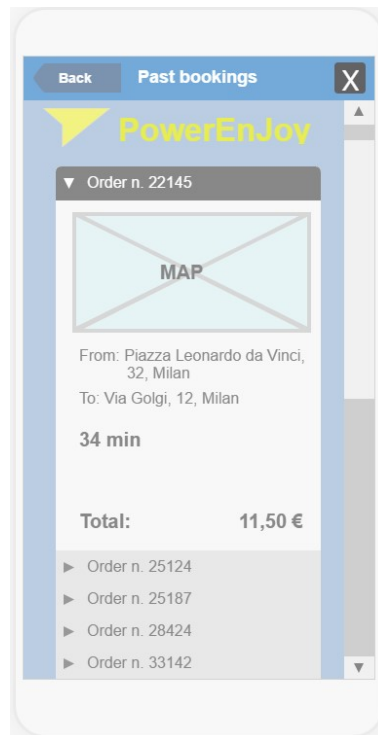 Back Past bookings X
PowerEnJoy
▼ Order n. 22145
MAP
From: Piazza Leonardo da Vinci,
32, Milan
To: Via Golgi, 12, Milan
34 min
Total: 11,50 €
► Order n. 25124
► Order n. 25187
► Order n. 28424
► Order n. 33142